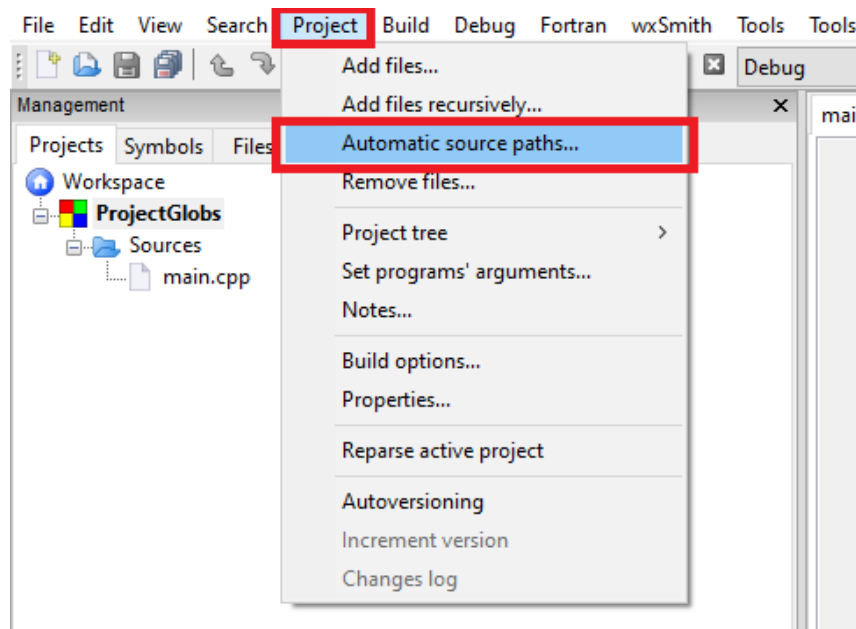 File Edit View Search Project Build Debug Fortran wxSmith Tools Tools
Debug
Management
Projects Symbols Files
Workspace
ProjectGlobs
Sources
main.cpp
Add files...
Add files recursively...
Automatic source paths...
Remove files...
Project tree
Set programs' arguments...
Notes...
Build options...
Properties...
Reparse active project
Autoversioning
Increment version
Changes log
mai